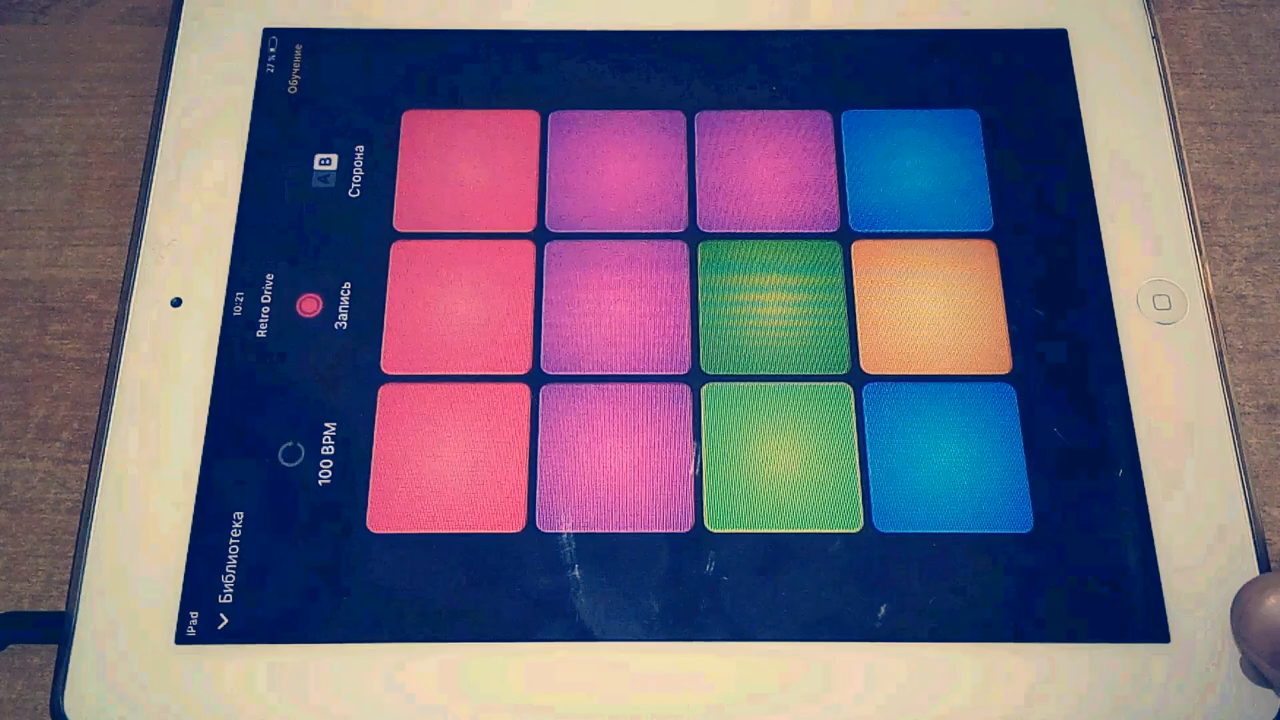 iPad
10:21
27 %
Библиотека
Retro Drive
Обучение
100 BPM
Запись
A B
Сторона